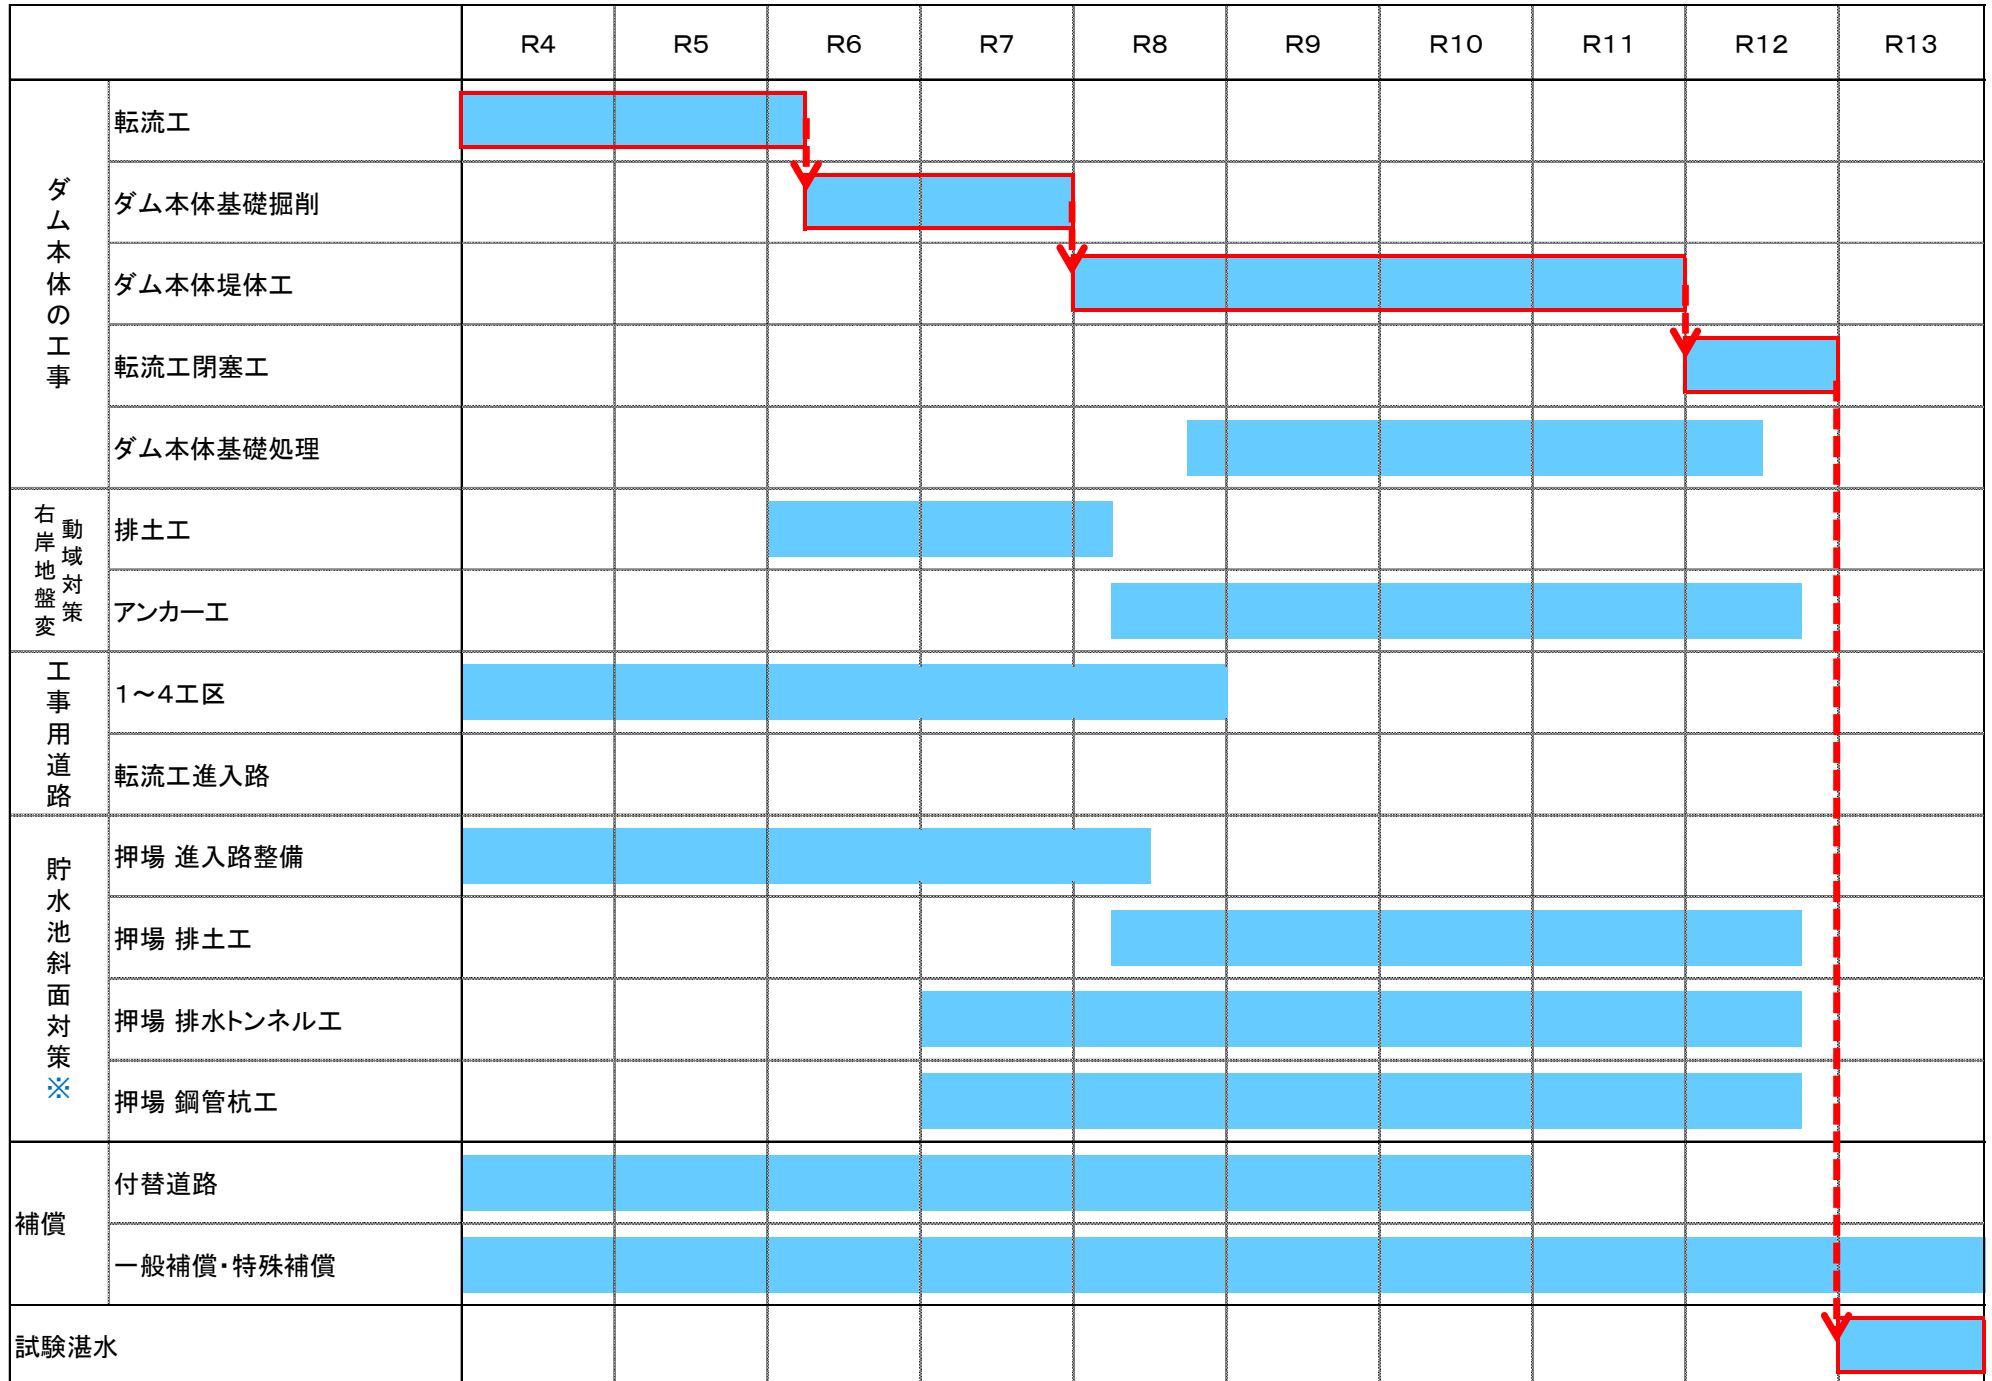 R4 R5 R6 R7 R8 R9 R10 R11 R12 R13
ダム本体の工事
転流工
ダム本体基礎掘削
ダム本体堤体工
転流工閉塞工
ダム本体基礎処理
右岸地盤変
動域対策
排土工
アンカー工
工事用道路
1～4工区
転流工進入路
貯水池斜面対策※
押場 進入路整備
押場 排土工
押場 排水トンネル工
押場 鋼管杭工
補償
付替道路
一般補償・特殊補償
試験湛水